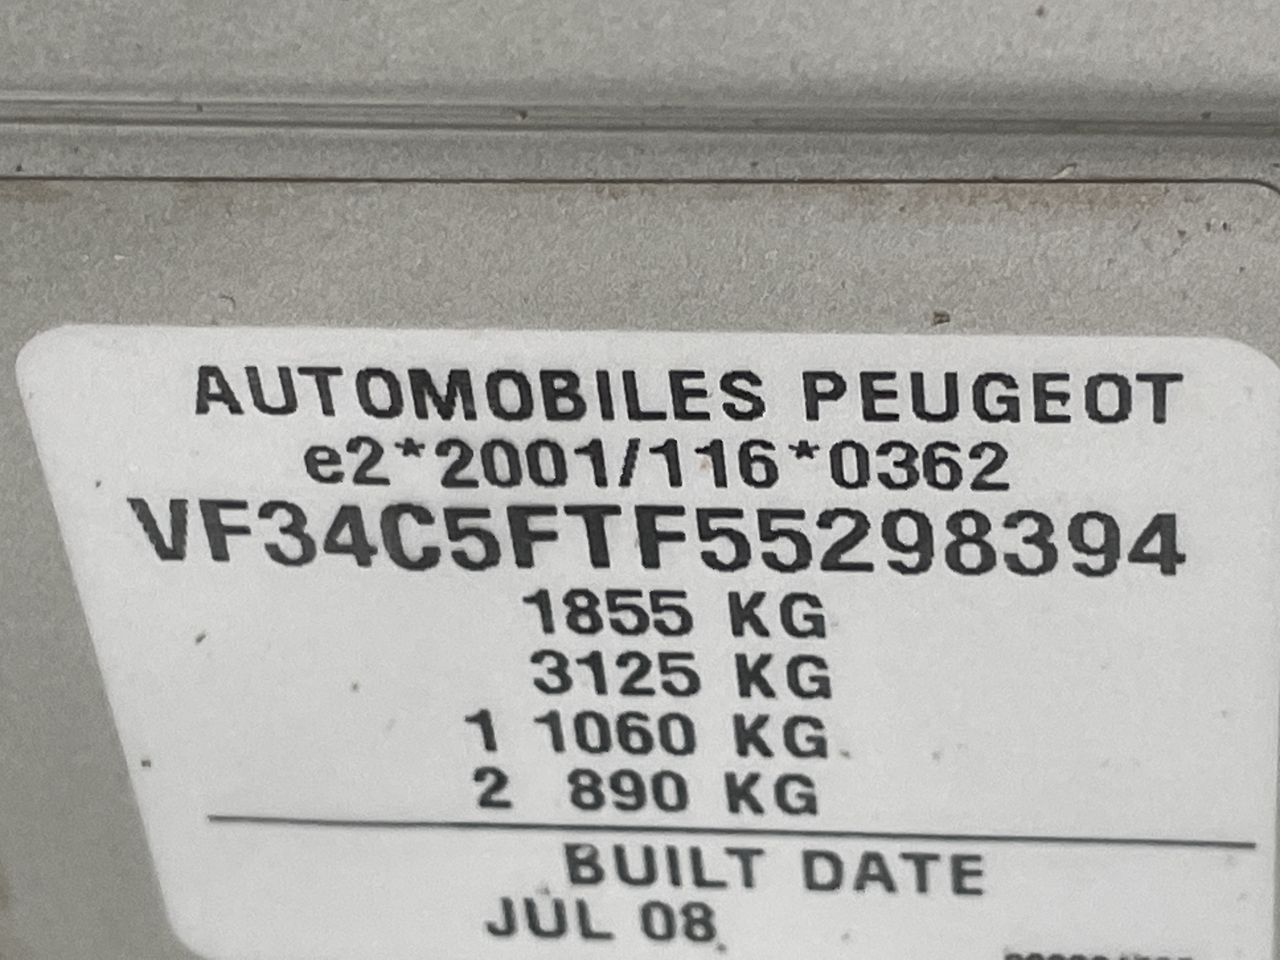 AUTOMOBILES PEUGEOT
e2*2001/116*0362
VF34C5FTF55298394
1855 KG
3125 KG
1 1060 KG
2 890 KG
BUILT DATE
JUL 08